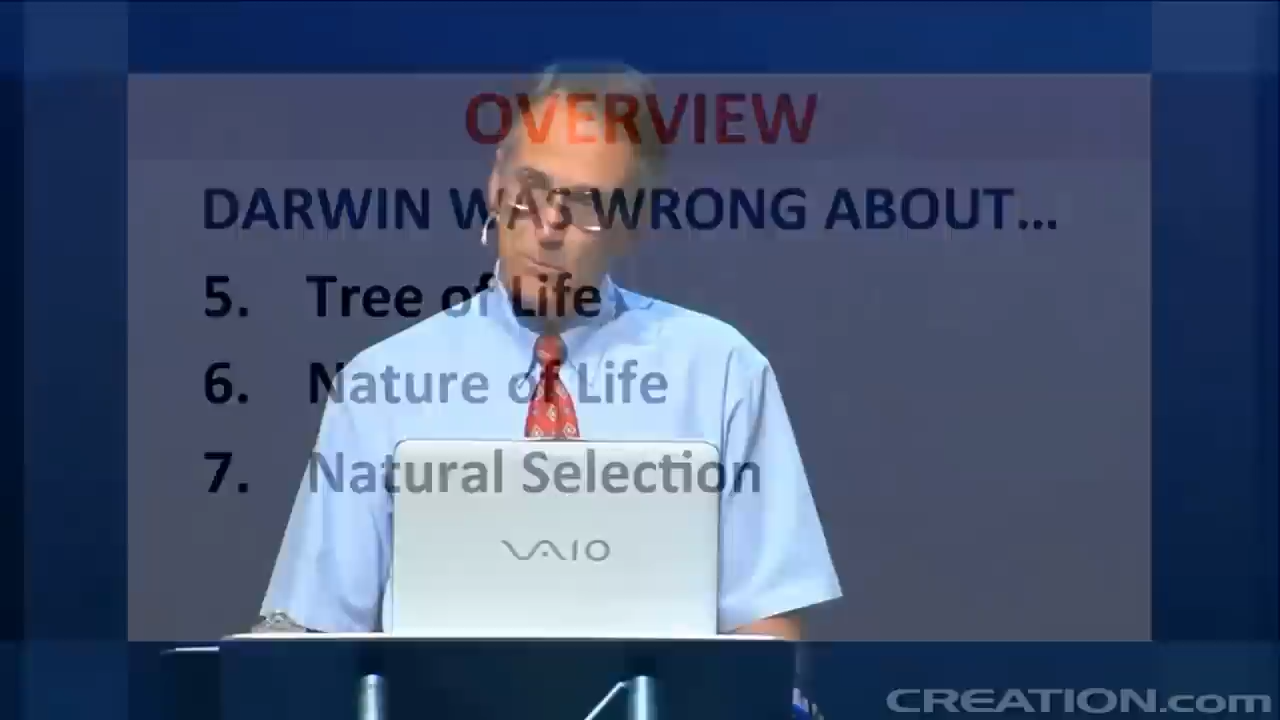 OVERVIEW
DARWIN WAS WRONG ABOUT...
5. Tree of Life
6. Nature of Life
7. Natural Selection
VAIO
CREATION.com